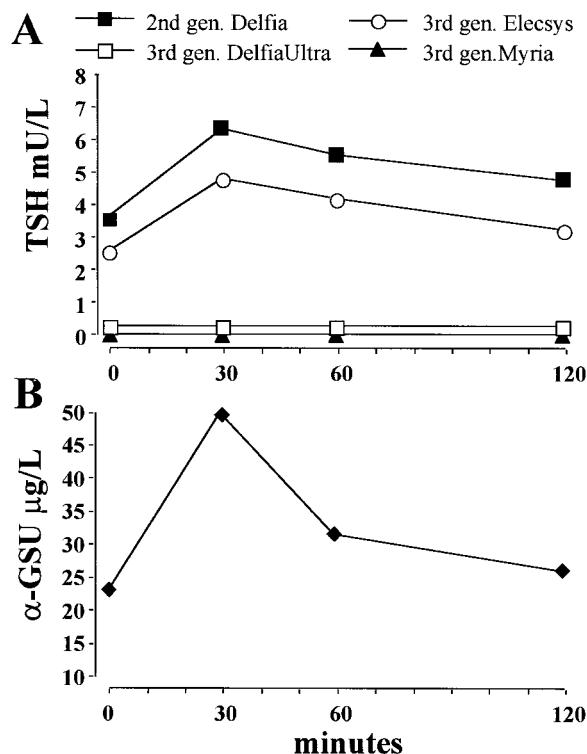 A
2nd gen. Delfia
3rd gen. Elecsys
3rd gen. DelfiaUltra
3rd gen.Myria
TSH mU/L
8
7
6
5
4
3
2
1
0
0 30 60 120
B
α-GSU µg/L
50
45
40
35
30
25
20
15
10
0 30 60 120
minutes